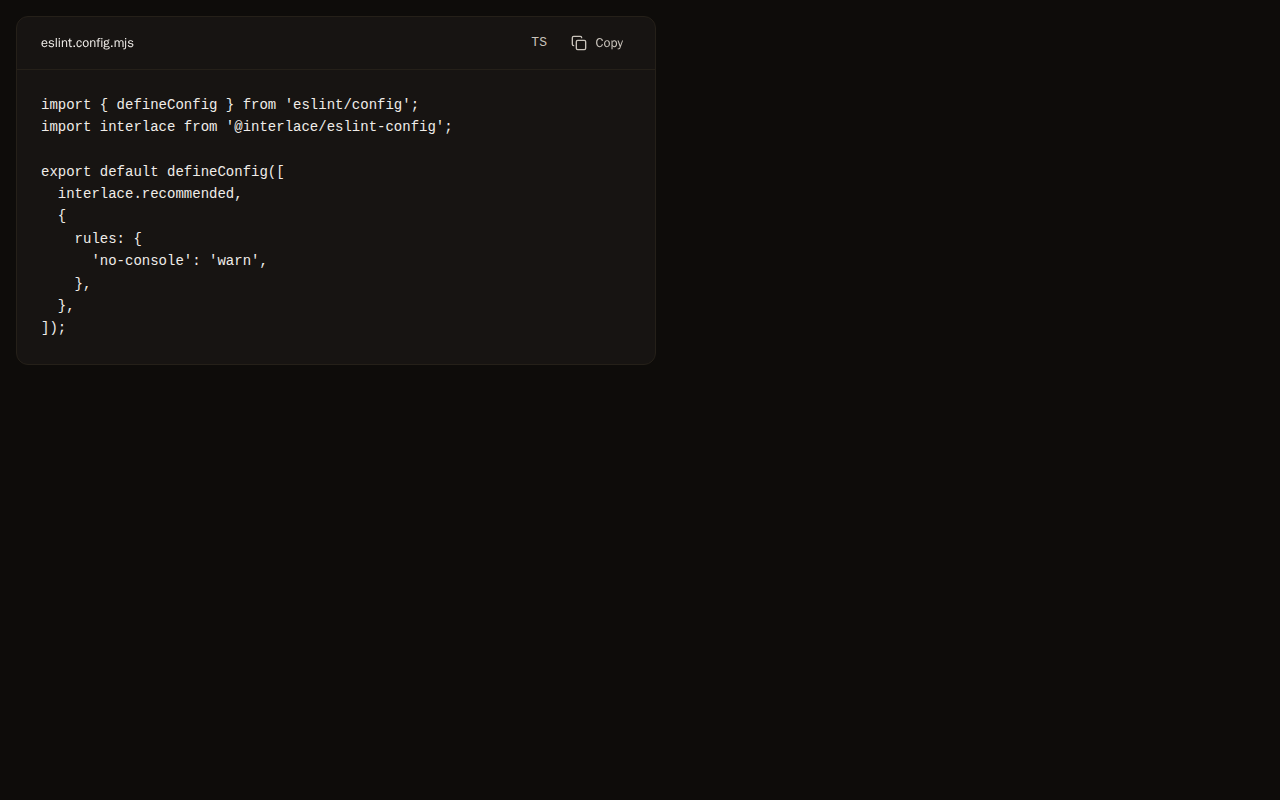 eslint.config.mjs TS Copy
import { defineConfig } from 'eslint/config';
import interlace from '@interlace/eslint-config';

export default defineConfig([
  interlace.recommended,
  {
    rules: {
      'no-console': 'warn',
    },
  },
]);